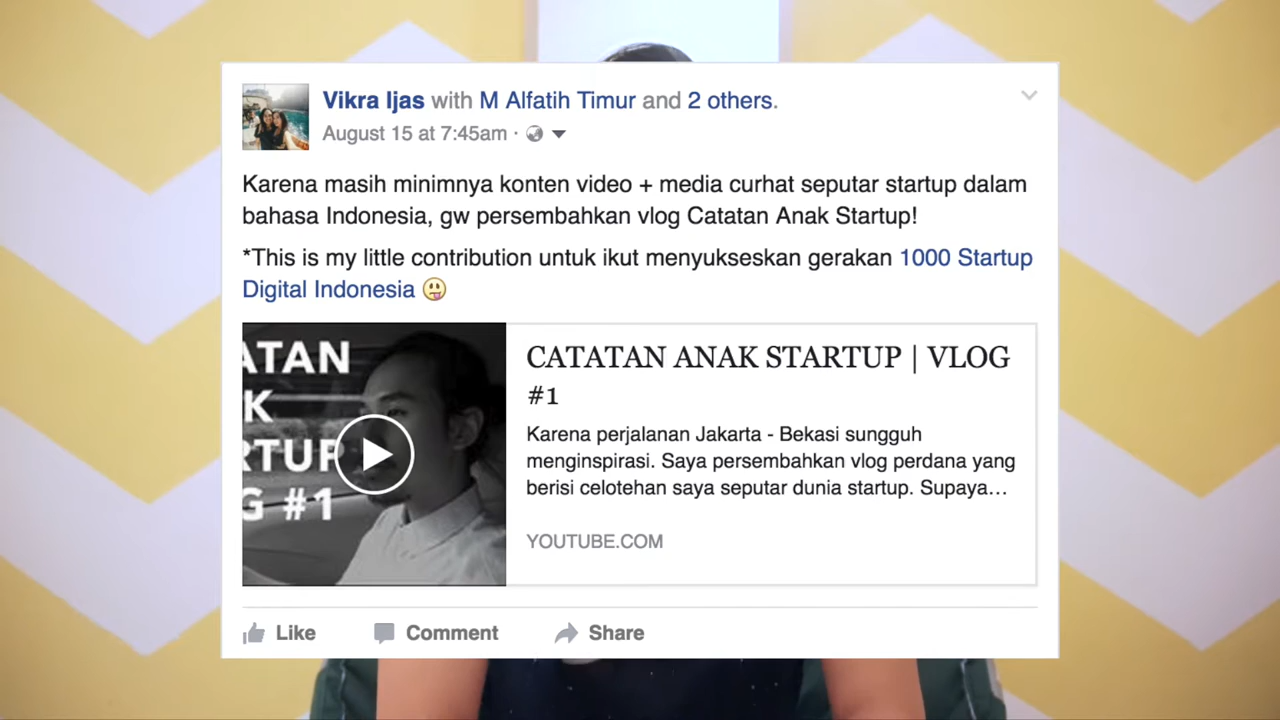 Vikra Ijas with M Alfatih Timur and 2 others.
August 15 at 7:45am ·
Karena masih minimnya konten video + media curhat seputar startup dalam
bahasa Indonesia, gw persembahkan vlog Catatan Anak Startup!
*This is my little contribution untuk ikut menyukseskan gerakan 1000 Startup
Digital Indonesia 😛
ATAN
K
RTUP
G #1
CATATAN ANAK STARTUP | VLOG
#1
Karena perjalanan Jakarta - Bekasi sungguh
menginspirasi. Saya persembahkan vlog perdana yang
berisi celotehan saya seputar dunia startup. Supaya...
YOUTUBE.COM
Like Comment Share